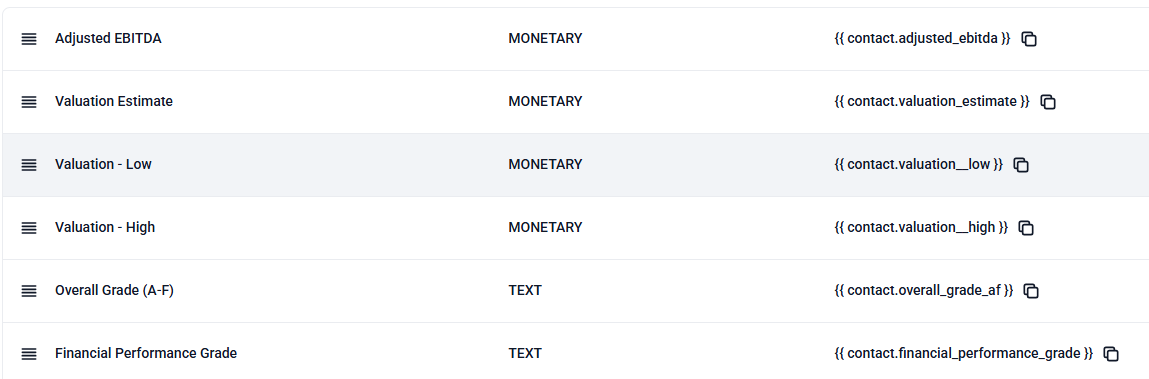 Adjusted EBITDA MONETARY {{ contact.adjusted_ebitda }}
Valuation Estimate MONETARY {{ contact.valuation_estimate }}
Valuation - Low MONETARY {{ contact.valuation__low }}
Valuation - High MONETARY {{ contact.valuation__high }}
Overall Grade (A-F) TEXT {{ contact.overall_grade_af }}
Financial Performance Grade TEXT {{ contact.financial_performance_grade }}